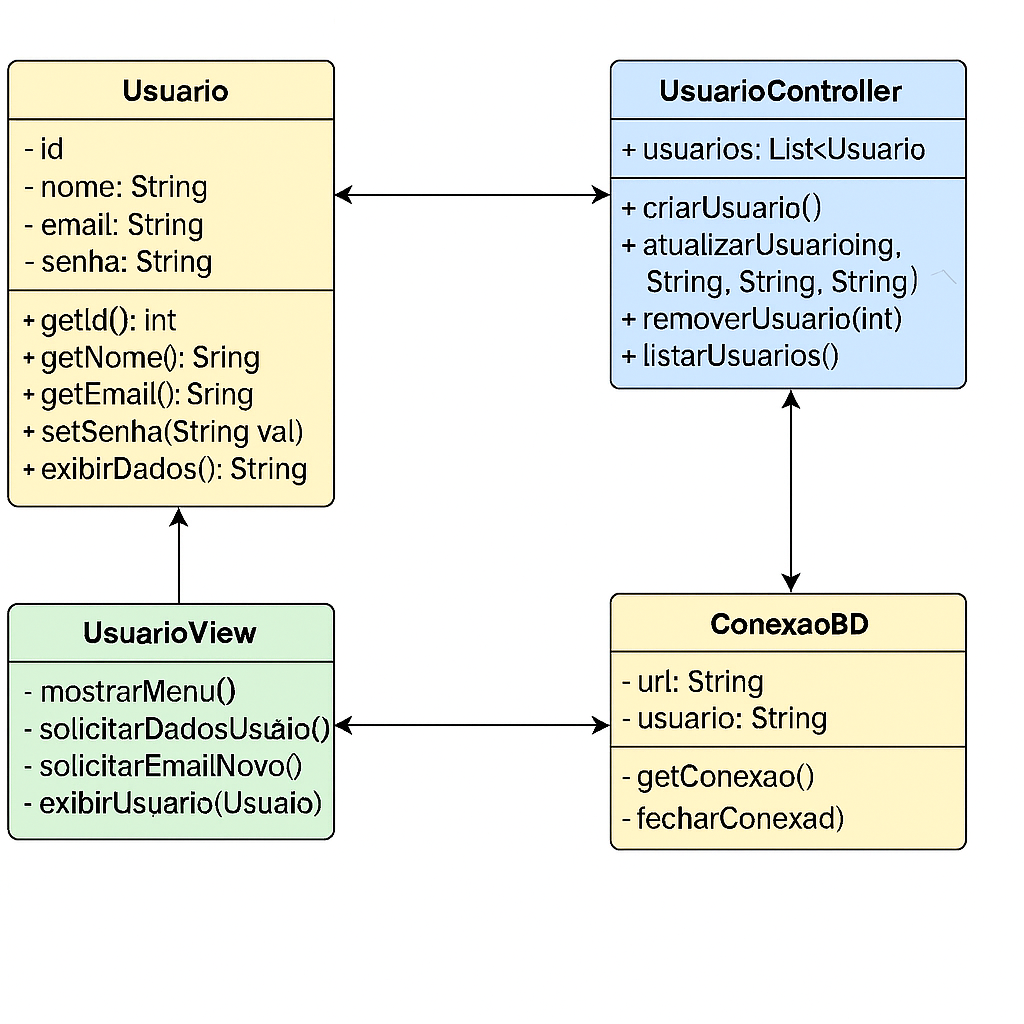 Usuario
- id
- nome: String
- email: String
- senha: String
+ getId(): int
+ getNome(): Sring
+ getEmail(): Sring
+ setSenha(String val)
+ exibirDados(): String
UsuarioController
+ usuarios: List<Usuario
+ criarUsuario()
+ atualizarUsuarioing,
String, String, String)
+ removerUsuario(int)
+ listarUsuarios()
UsuarioView
- mostrarMenu()
- solicitarDadosUsuǎio()
- solicitarEmailNovo()
- exibirUsuario(Usuaio)
ConexaoBD
- url: String
- usuario: String
- getConexao()
- fecharConexad)